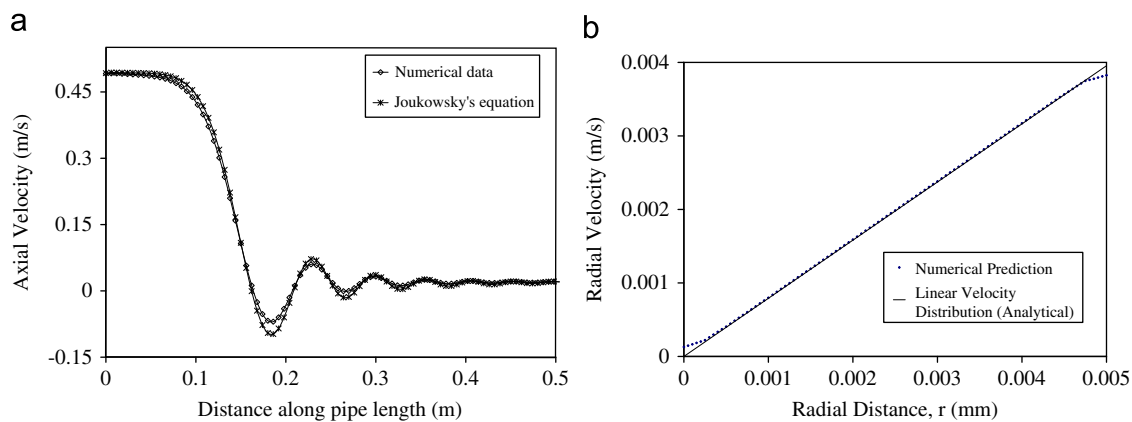 a
Axial Velocity (m/s)
0.45
0.3
0.15
0
-0.15
Numerical data
Joukowsky's equation
0
0.1
0.2
0.3
0.4
0.5
Distance along pipe length (m)
b
Radial Velocity (m/s)
0.004
0.003
0.002
0.001
0
Numerical Prediction
Linear Velocity
Distribution (Analytical)
0
0.001
0.002
0.003
0.004
0.005
Radial Distance, r (mm)